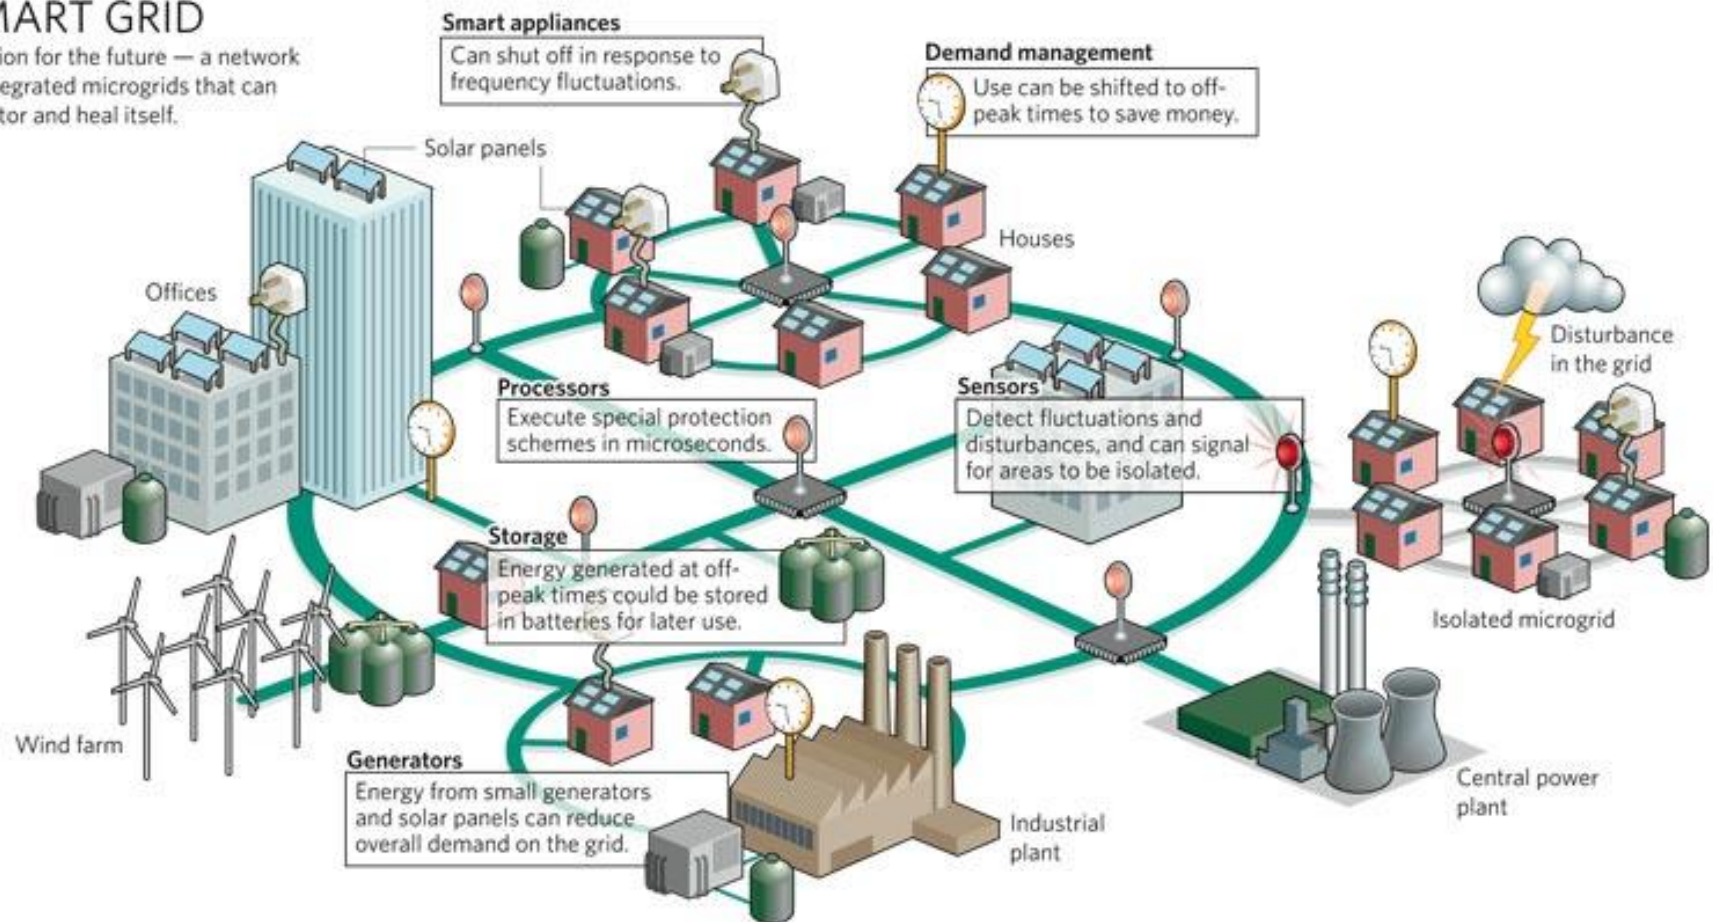 GRID
for the future — a network
microgrids that can
and heal itself.
Smart appliances
Can shut off in response to
frequency fluctuations.
Demand management
Use can be shifted to off-
peak times to save money.
Solar panels
Houses
Offices
Disturbance
in the grid
Processors
Execute special protection
schemes in microseconds.
Sensors
Detect fluctuations and
disturbances, and can signal
for areas to be isolated.
Storage
Energy generated at off-
peak times could be stored
in batteries for later use.
Isolated microgrid
Wind farm
Generators
Energy from small generators
and solar panels can reduce
overall demand on the grid.
Industrial
plant
Central power
plant